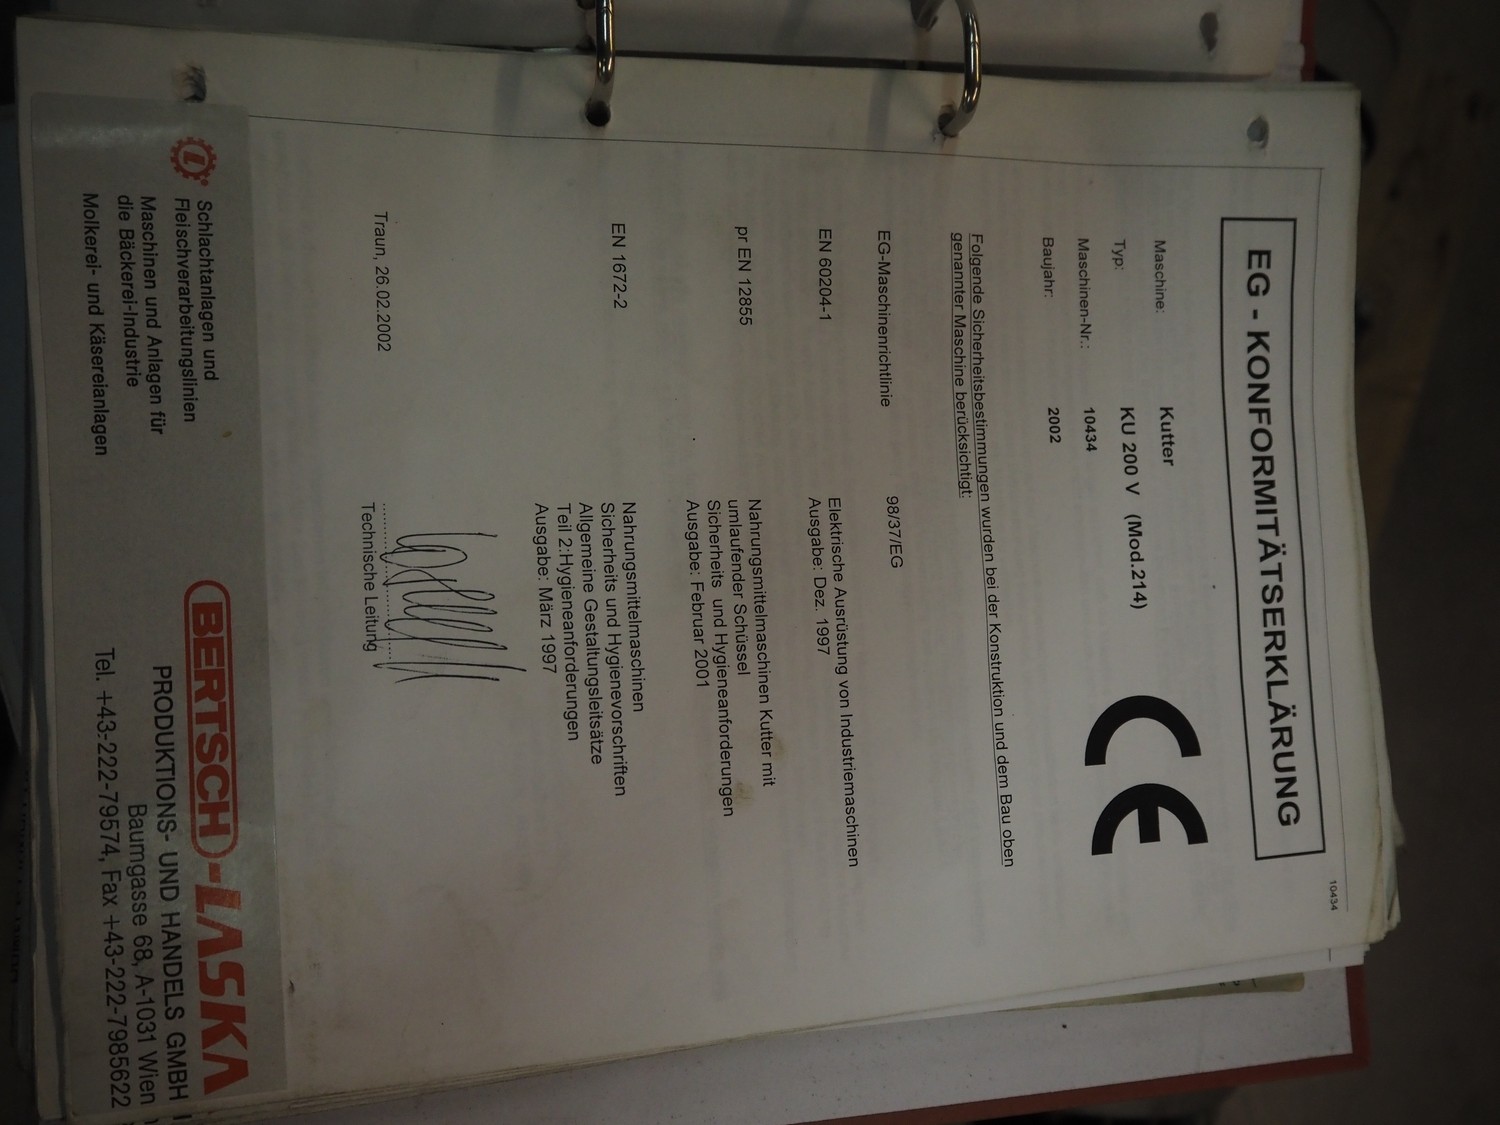 10434
EG - KONFORMITÄTSERKLÄRUNG
Maschine: Kutter
Typ: KU 200 V (Mod.214)
Maschinen-Nr.: 10434
Baujahr: 2002
CE
Folgende Sicherheitsbestimmungen wurden bei der Konstruktion und dem Bau oben
genannter Maschine berücksichtigt:
EG-Maschinenrichtlinie 98/37/EG
EN 60204-1 Elektrische Ausrüstung von Industriemaschinen
Ausgabe: Dez. 1997
pr EN 12855 Nahrungsmittelmaschinen Kutter mit
umlaufender Schüssel
Sicherheits und Hygieneanforderungen
Ausgabe: Februar 2001
EN 1672-2 Nahrungsmittelmaschinen
Sicherheits und Hygienevorschriften
Allgemeine Gestaltungsleitsätze
Teil 2:Hygieneanforderungen
Ausgabe: März 1997
Traun, 26.02.2002
Technische Leitung
Schlachtanlagen und
Fleischverarbeitungslinien
Maschinen und Anlagen für
die Bäckerei-Industrie
Molkerei- und Käsereianlagen
BERTSCH-LASKA
PRODUKTIONS- UND HANDELS GMBH
Baumgasse 68, A-1031 Wien
Tel. +43-222-79574, Fax +43-222-7985622